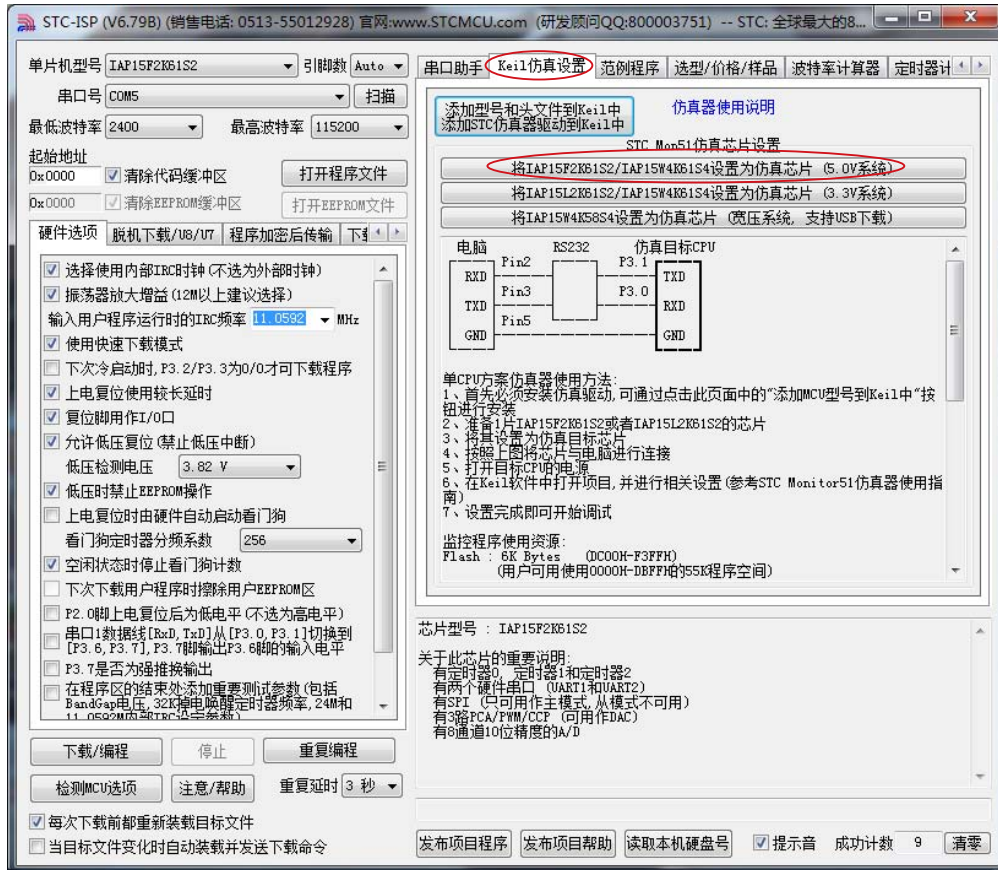 STC-ISP (V6.79B) (销售电话: 0513-55012928) 官网:www.STCMCU.com (研发顾问QQ:800003751) -- STC: 全球最大的8...
单片机型号 IAP15F2K61S2 引脚数 Auto
串口号 COM5 扫描
最低波特率 2400 最高波特率 115200
起始地址
0x0000 清除代码缓冲区 打开程序文件
0x0000 清除EEPROM缓冲区 打开EEPROM文件
硬件选项 脱机下载/U8/U7 程序加密后传输
选择使用内部IRC时钟(不选为外部时钟)
振荡器放大增益(12M以上建议选择)
输入用户程序运行时的IRC频率 11.0592 MHz
使用快速下载模式
下次冷启动时,P3.2/P3.3为0/0才可下载程序
上电复位使用较长延时
复位脚用作I/O口
允许低压复位(禁止低压中断)
低压检测电压 3.82 V
低压时禁止EEPROM操作
上电复位时由硬件自动启动看门狗
看门狗定时器分频系数 256
空闲状态时停止看门狗计数
下次下载用户程序时擦除用户EEPROM区
P2.0脚上电复位后为低电平(不选为高电平)
串口1数据线[RxD,TxD]从[P3.0,P3.1]切换到
[P3.6,P3.7],P3.7脚输出P3.6脚的输入电平
P3.7是否为强推挽输出
在程序区的结束处添加重要测试参数(包括
BandGap电压,32K掉电唤醒定时器频率,24M和
11.0592M内部IRC设定参数)
下载/编程 停止 重复编程
检测MCU选项 注意/帮助 重复延时 3 秒
每次下载前都重新装载目标文件
当目标文件变化时自动装载并发送下载命令
串口助手 Keil仿真设置 范例程序 选型/价格/样品 波特率计算器 定时器计
添加型号和头文件到Keil中
添加STC仿真器驱动到Keil中
仿真器使用说明
STC Mon51仿真芯片设置
将IAP15F2K61S2/IAP15W4K61S4设置为仿真芯片 (5.0V系统)
将IAP15L2K61S2/IAP15W4K61S4设置为仿真芯片 (3.3V系统)
将IAP15W4K58S4设置为仿真芯片 (宽压系统, 支持USB下载)
电脑 RS232 仿真目标CPU
Pin2 P3.1
RXD TXD
Pin3 P3.0
TXD RXD
Pin5
GND GND
单CPU方案仿真器使用方法:
1、首先必须安装仿真驱动,可通过点击此页面中的“添加MCU型号到Keil中”按
钮进行安装
2、准备1片IAP15F2K61S2或者IAP15L2K61S2的芯片
3、将其设置为仿真目标芯片
4、按照上图将芯片与电脑进行连接
5、打开目标CPU的电源
6、在Keil软件中打开项目,并进行相关设置(参考STC Monitor51仿真器使用指
南)
7、设置完成即可开始调试
监控程序使用资源:
Flash : 6K Bytes (DC00H-F3FFH)
(用户可用使用0000H-DBFFH的55K程序空间)
芯片型号 : IAP15F2K61S2
关于此芯片的重要说明:
有定时器0, 定时器1和定时器2
有两个硬件串口 (UART1和UART2)
有SPI (只可用作主模式,从模式不可用)
有3路PCA/PWM/CCP (可用作DAC)
有8通道10位精度的A/D
发布项目程序 发布项目帮助 读取本机硬盘号 提示音 成功计数 9 清零